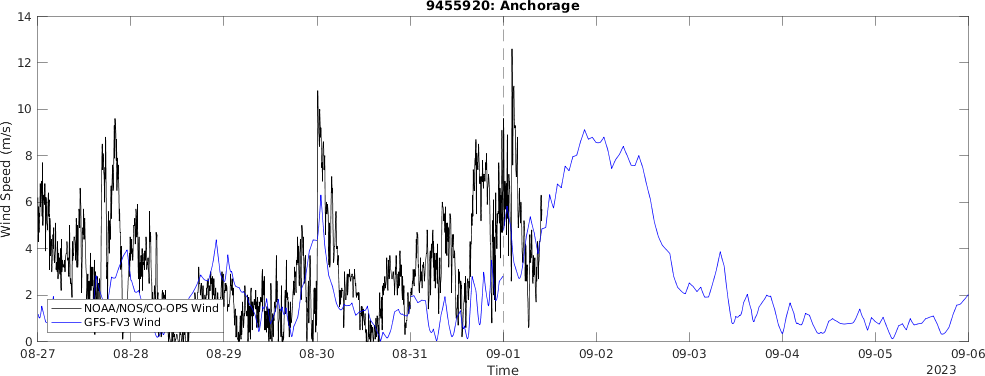 9455920: Anchorage
Wind Speed (m/s)
14
12
10
8
6
4
2
0
NOAA/NOS/CO-OPS Wind
GFS-FV3 Wind
08-27 08-28 08-29 08-30 08-31 09-01 09-02 09-03 09-04 09-05 09-06
Time
2023